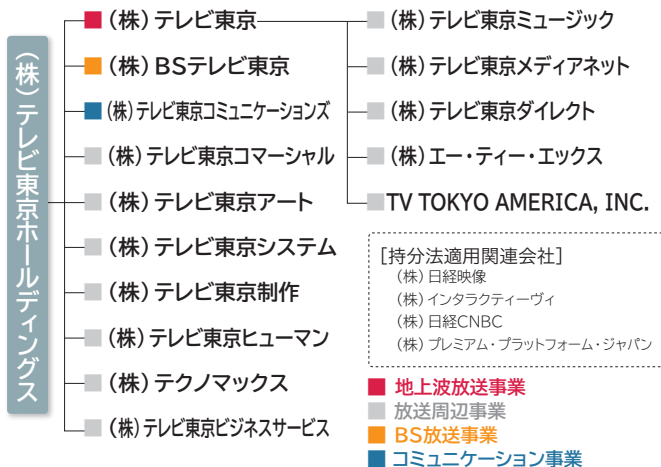 (株)テレビ東京ホールディングス
(株)テレビ東京
(株)BSテレビ東京
(株)テレビ東京コミュニケーションズ
(株)テレビ東京コマーシャル
(株)テレビ東京アート
(株)テレビ東京システム
(株)テレビ東京制作
(株)テレビ東京ヒューマン
(株)テクノマックス
(株)テレビ東京ビジネスサービス
(株)テレビ東京ミュージック
(株)テレビ東京メディアネット
(株)テレビ東京ダイレクト
(株)エー・ティー・エックス
TV TOKYO AMERICA, INC.
[持分法適用関連会社]
(株)日経映像
(株)インタラクティーヴィ
(株)日経CNBC
(株)プレミアム・プラットフォーム・ジャパン
地上波放送事業
放送周辺事業
BS放送事業
コミュニケーション事業